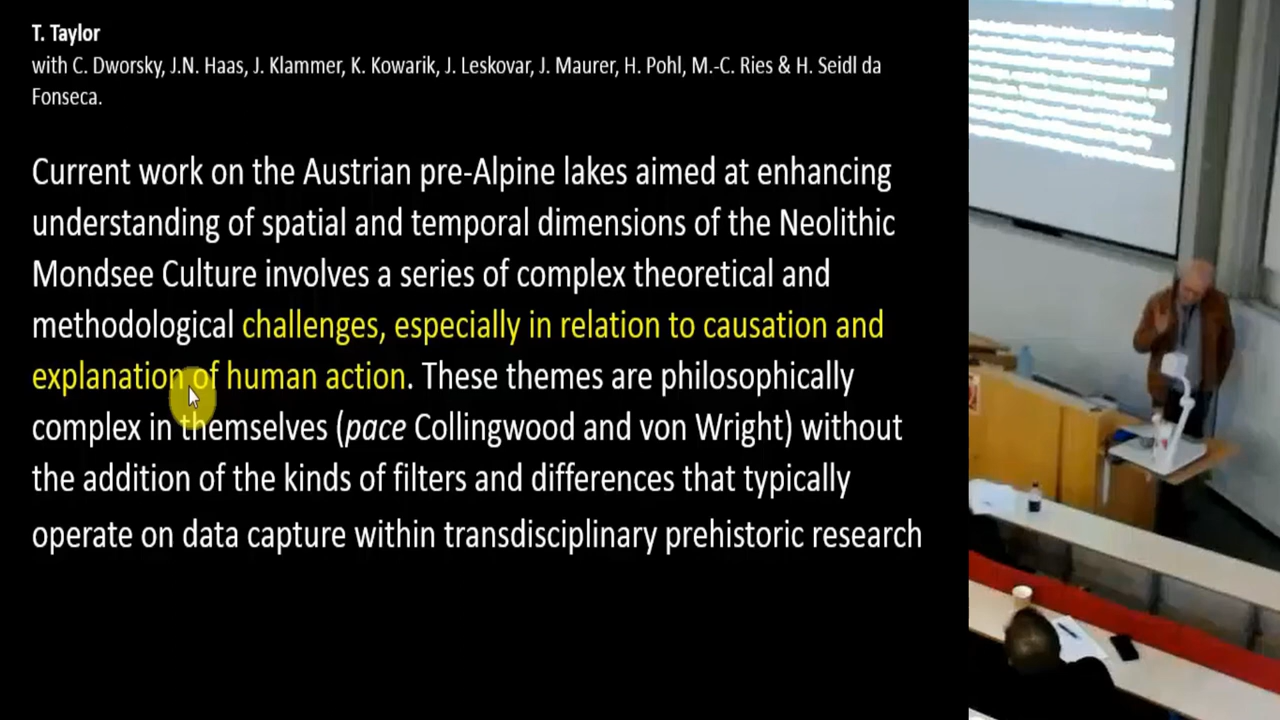 T. Taylor
with C. Dworsky, J.N. Haas, J. Klammer, K. Kowarik, J. Leskovar, J. Maurer, H. Pohl, M.-C. Ries & H. Seidl da
Fonseca.
Current work on the Austrian pre-Alpine lakes aimed at enhancing
understanding of spatial and temporal dimensions of the Neolithic
Mondsee Culture involves a series of complex theoretical and
methodological challenges, especially in relation to causation and
explanation of human action. These themes are philosophically
complex in themselves (pace Collingwood and von Wright) without
the addition of the kinds of filters and differences that typically
operate on data capture within transdisciplinary prehistoric research